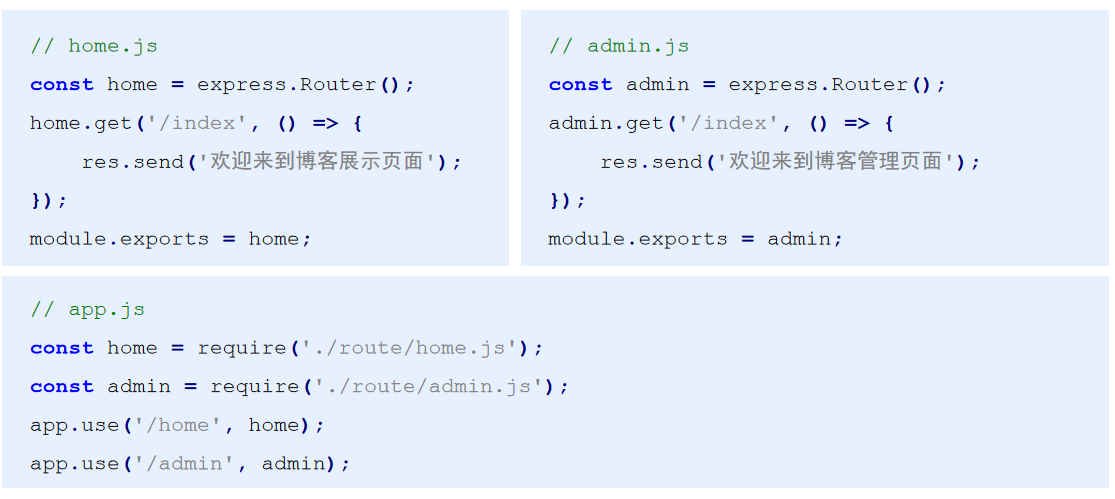 // home.js
const home = express.Router();
home.get('/index', () => {
    res.send('欢迎来到博客展示页面');
});
module.exports = home;
// admin.js
const admin = express.Router();
admin.get('/index', () => {
    res.send('欢迎来到博客管理页面');
});
module.exports = admin;
// app.js
const home = require('./route/home.js');
const admin = require('./route/admin.js');
app.use('/home', home);
app.use('/admin', admin);